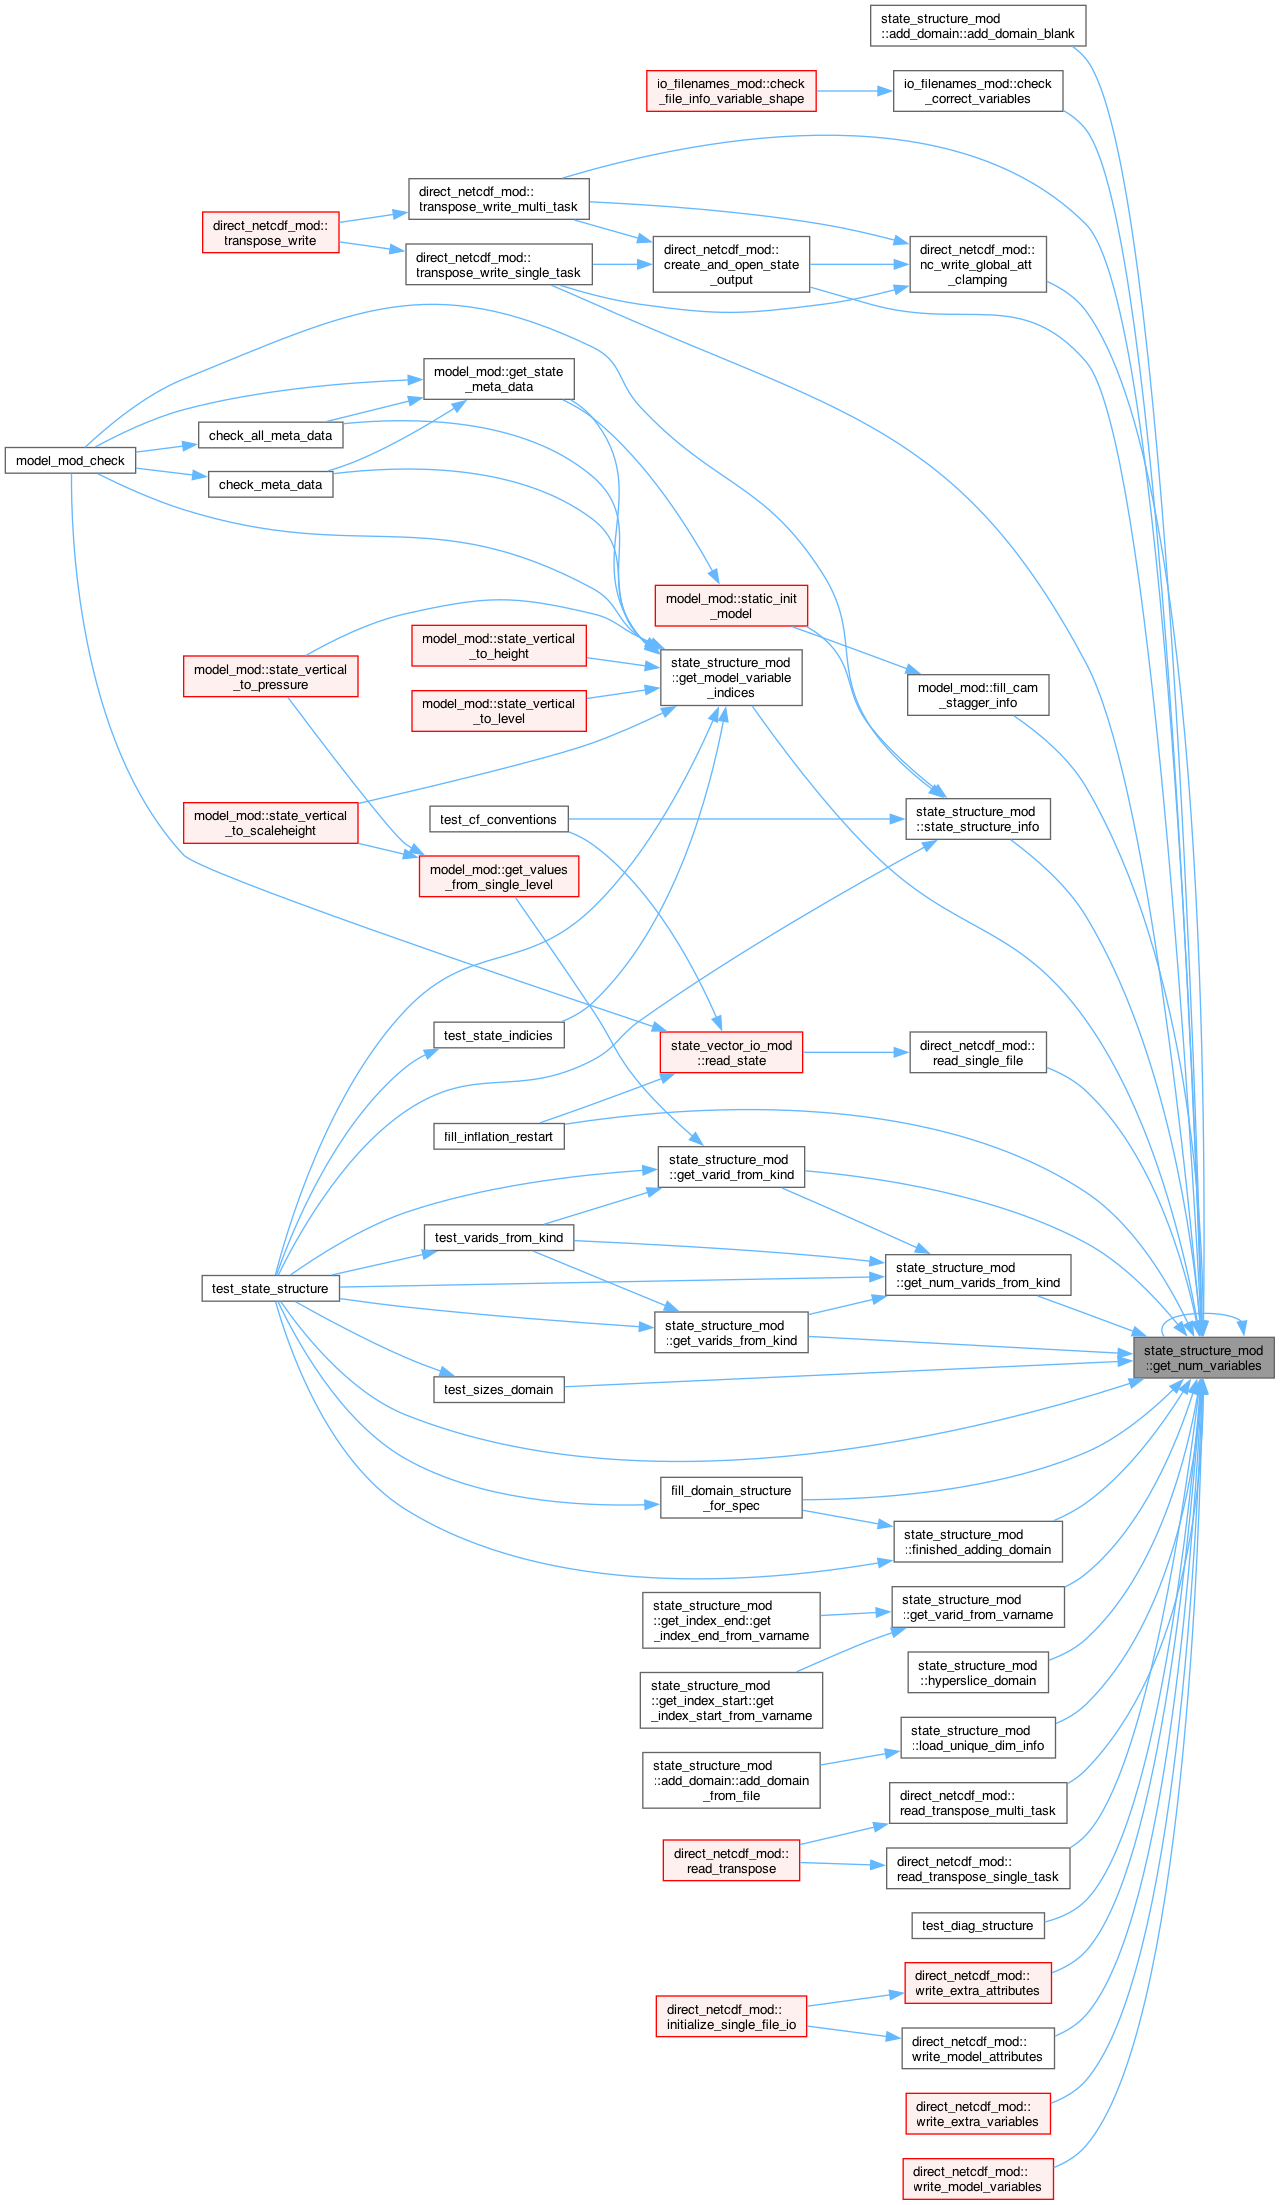 state_structure_mod
::add_domain::add_domain_blank
io_filenames_mod::check
_file_info_variable_shape
io_filenames_mod::check
_correct_variables
direct_netcdf_mod::
transpose_write_multi_task
direct_netcdf_mod::
transpose_write
direct_netcdf_mod::
transpose_write_single_task
direct_netcdf_mod::
create_and_open_state
_output
direct_netcdf_mod::
nc_write_global_att
_clamping
model_mod::get_state
_meta_data
check_all_meta_data
model_mod_check
check_meta_data
model_mod::static_init
_model
model_mod::state_vertical
_to_height
model_mod::state_vertical
_to_pressure
state_structure_mod
::get_model_variable
_indices
model_mod::fill_cam
_stagger_info
model_mod::state_vertical
_to_level
model_mod::state_vertical
_to_scaleheight
test_cf_conventions
state_structure_mod
::state_structure_info
model_mod::get_values
_from_single_level
test_state_indicies
state_vector_io_mod
::read_state
direct_netcdf_mod::
read_single_file
fill_inflation_restart
state_structure_mod
::get_varid_from_kind
test_varids_from_kind
state_structure_mod
::get_num_varids_from_kind
test_state_structure
state_structure_mod
::get_varids_from_kind
state_structure_mod
::get_num_variables
test_sizes_domain
fill_domain_structure
_for_spec
state_structure_mod
::finished_adding_domain
state_structure_mod
::get_index_end::get
_index_end_from_varname
state_structure_mod
::get_varid_from_varname
state_structure_mod
::get_index_start::get
_index_start_from_varname
state_structure_mod
::hyperslice_domain
state_structure_mod
::load_unique_dim_info
state_structure_mod
::add_domain::add_domain
_from_file
direct_netcdf_mod::
read_transpose_multi_task
direct_netcdf_mod::
read_transpose
direct_netcdf_mod::
read_transpose_single_task
test_diag_structure
direct_netcdf_mod::
write_extra_attributes
direct_netcdf_mod::
initialize_single_file_io
direct_netcdf_mod::
write_model_attributes
direct_netcdf_mod::
write_extra_variables
direct_netcdf_mod::
write_model_variables